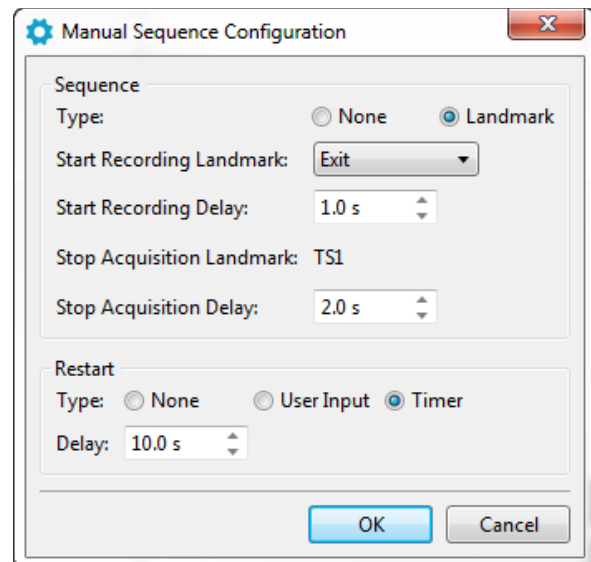 Manual Sequence Configuration
Sequence
Type: None Landmark
Start Recording Landmark: Exit
Start Recording Delay: 1.0 s
Stop Acquisition Landmark: TS1
Stop Acquisition Delay: 2.0 s
Restart
Type: None User Input Timer
Delay: 10.0 s
OK Cancel